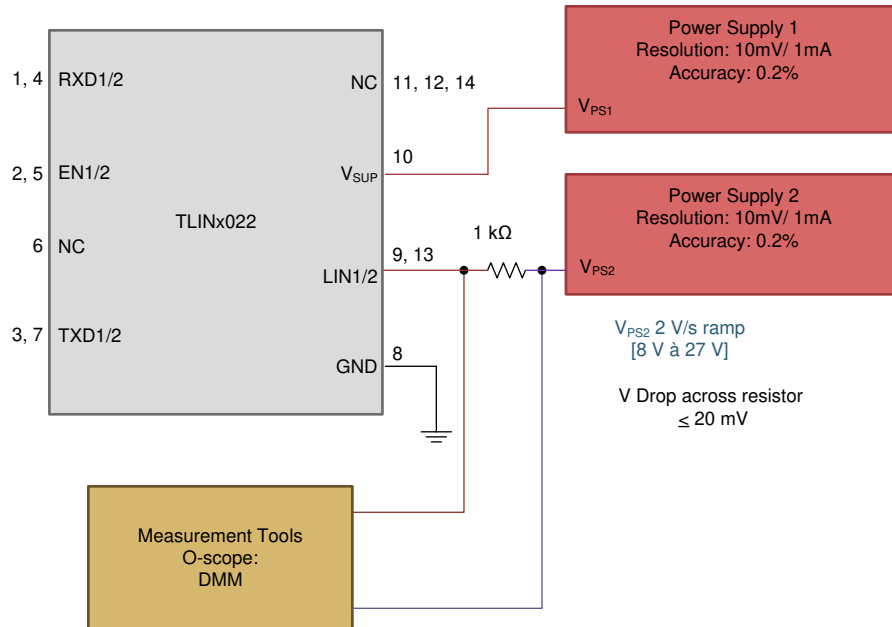 1, 4 RXD1/2
2, 5 EN1/2
6 NC
3, 7 TXD1/2
TLINx022
NC 11, 12, 14
VSUP 10
LIN1/2 9, 13
GND 8
1 kΩ
Power Supply 1
Resolution: 10mV/ 1mA
Accuracy: 0.2%
VPS1
Power Supply 2
Resolution: 10mV/ 1mA
Accuracy: 0.2%
VPS2
VPS2 2 V/s ramp
[8 V à 27 V]
V Drop across resistor
≤ 20 mV
Measurement Tools
O-scope:
DMM